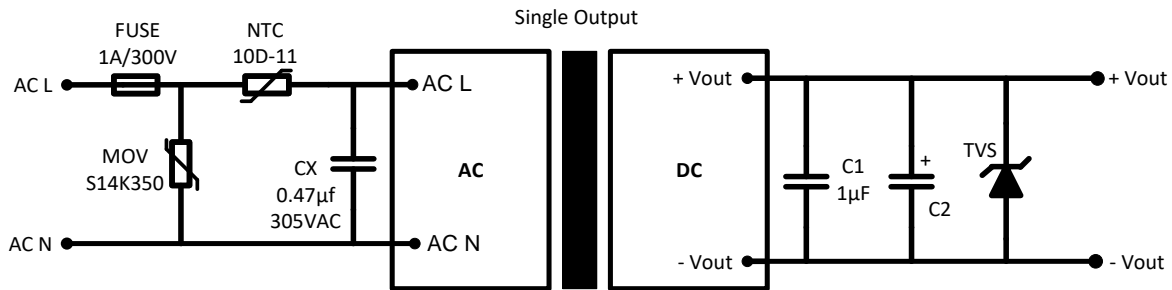 Single Output
FUSE
1A/300V
NTC
10D-11
AC L
AC L
+ Vout
+ Vout
MOV
S14K350
CX
0.47µf
305VAC
AC
DC
C1
1µF
+
C2
TVS
AC N
AC N
- Vout
- Vout